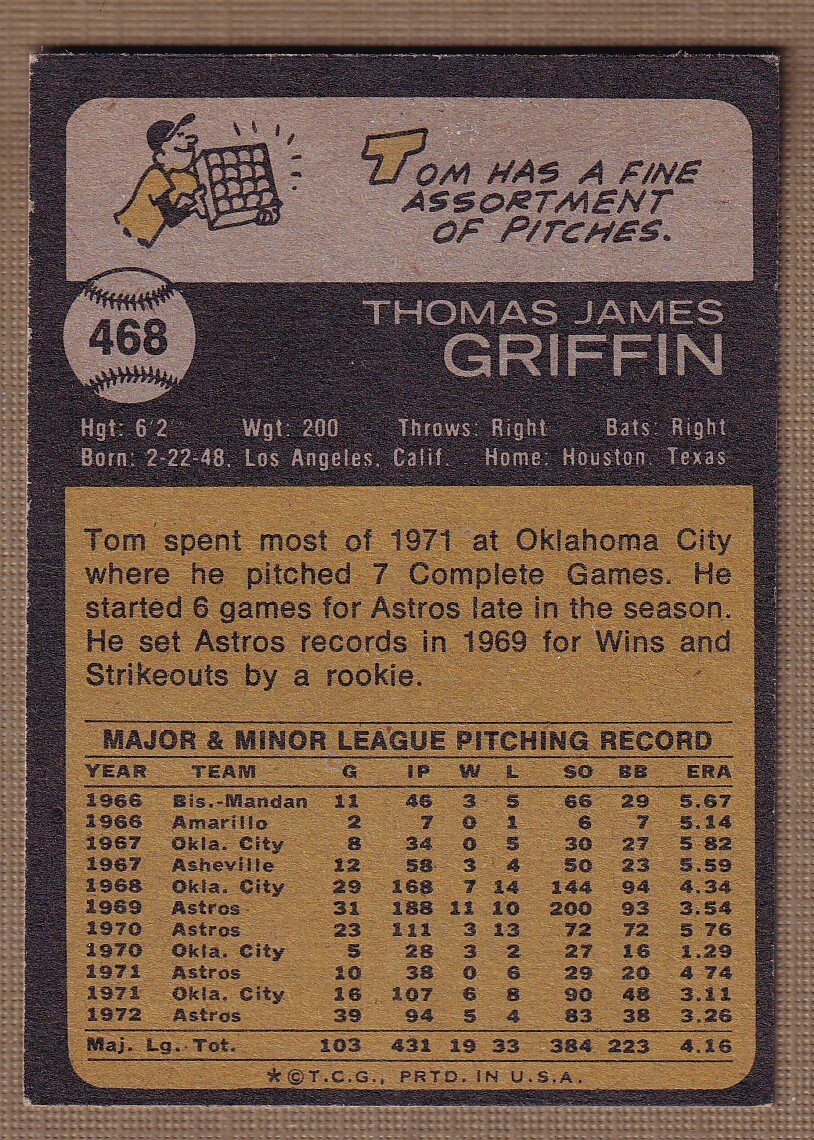 TOM HAS A FINE
ASSORTMENT
OF PITCHES.
468
THOMAS JAMES
GRIFFIN
Hgt: 6'2 Wgt: 200 Throws: Right Bats: Right
Born: 2-22-48, Los Angeles, Calif. Home: Houston, Texas
Tom spent most of 1971 at Oklahoma City
where he pitched 7 Complete Games. He
started 6 games for Astros late in the season.
He set Astros records in 1969 for Wins and
Strikeouts by a rookie.
MAJOR & MINOR LEAGUE PITCHING RECORD
YEAR TEAM G IP W L SO BB ERA
1966 Bis.-Mandan 11 46 3 5 66 29 5.67
1966 Amarillo 2 7 0 1 6 7 5.14
1967 Okla. City 8 34 0 5 30 27 5 82
1967 Asheville 12 58 3 4 50 23 5.59
1968 Okla. City 29 168 7 14 144 94 4.34
1969 Astros 31 188 11 10 200 93 3.54
1970 Astros 23 111 3 13 72 72 5 76
1970 Okla. City 5 28 3 2 27 16 1.29
1971 Astros 10 38 0 6 29 20 4 74
1971 Okla. City 16 107 6 8 90 48 3.11
1972 Astros 39 94 5 4 83 38 3.26
Maj. Lg. Tot. 103 431 19 33 384 223 4.16
*©T.C.G., PRTD. IN U.S.A.